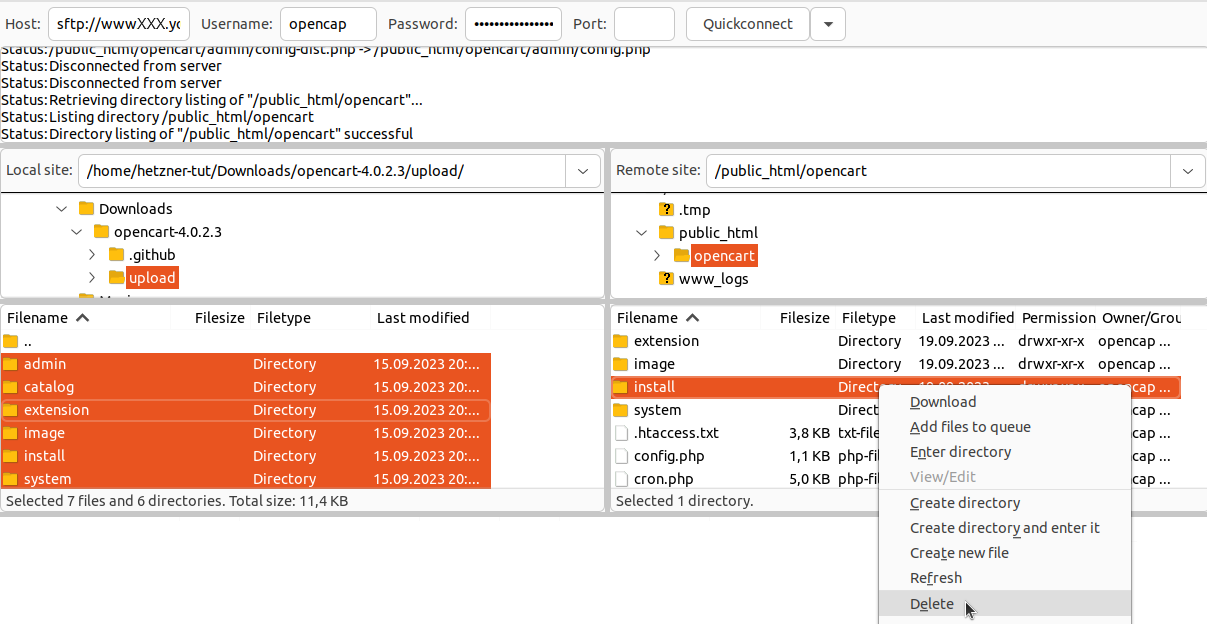 Host: sftp://wwwXXX.yo Username: opencap Password: •••••••••••••••• Port: Quickconnect
Status:/public_html/opencart/admin/config-dist.php -> /public_html/opencart/admin/config.php
Status:Disconnected from server
Status:Disconnected from server
Status:Retrieving directory listing of "/public_html/opencart"...
Status:Listing directory /public_html/opencart
Status:Directory listing of "/public_html/opencart" successful
Local site: /home/hetzner-tut/Downloads/opencart-4.0.2.3/upload/
Downloads
opencart-4.0.2.3
.github
upload
Remote site: /public_html/opencart
? .tmp
public_html
opencart
? www_logs
Filename Filesize Filetype Last modified
..
admin Directory 15.09.2023 20:...
catalog Directory 15.09.2023 20:...
extension Directory 15.09.2023 20:...
image Directory 15.09.2023 20:...
install Directory 15.09.2023 20:...
system Directory 15.09.2023 20:...
Selected 7 files and 6 directories. Total size: 11,4 KB
Filename Filesize Filetype Last modified Permission Owner/Grou
extension Directory 19.09.2023 ... drwxr-xr-x opencap ...
image Directory 19.09.2023 ... drwxr-xr-x opencap ...
install Directory 19.09.2023 ... drwxr-xr-x opencap ...
system Direct cap ...
.htaccess.txt 3,8 KB txt-file cap ...
config.php 1,1 KB php-fi cap ...
cron.php 5,0 KB php-fi cap ...
Selected 1 directory.
Download
Add files to queue
Enter directory
View/Edit
Create directory
Create directory and enter it
Create new file
Refresh
Delete